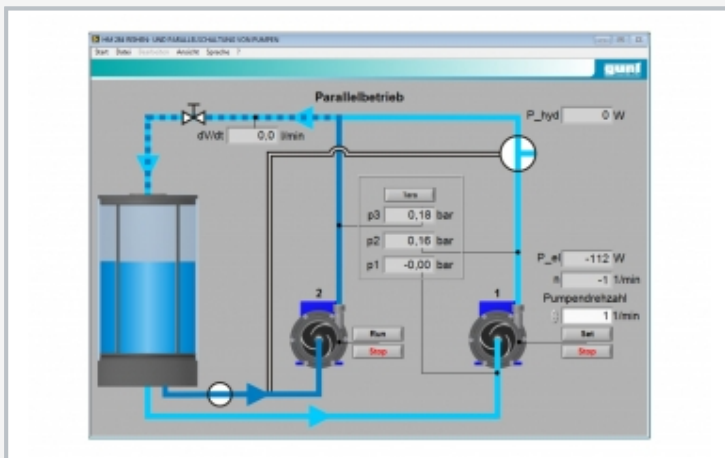 HM 284 REIHEN- UND PARALLELSCHALTUNG VON PUMPEN
Start Datei Bearbeiten Ansicht Sprache ?
gunt
Parallelbetrieb
P_hyd 0 W
dV/dt 0,0 l/min
p3 0,18 bar
p2 0,16 bar
p1 -0,00 bar
P_el -112 W
n -1 1/min
Pumpendrehzahl
1 1/min
2
1
Run
Stop
Set
Stop